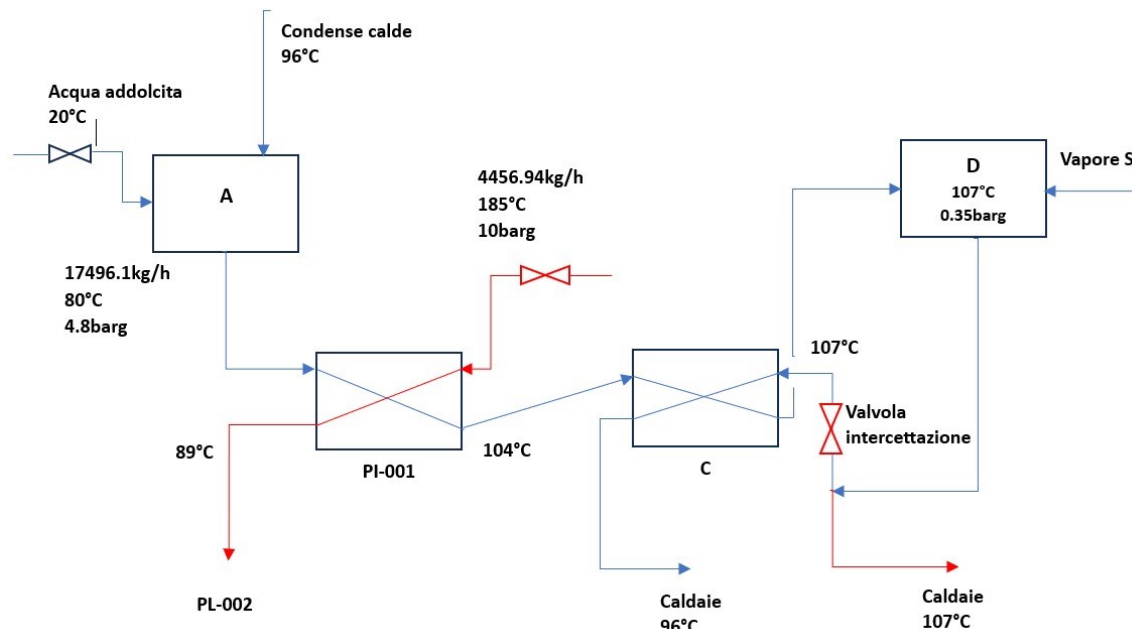 Condense calde
96°C
Acqua addolcita
20°C
A
D
107°C
0.35barg
Vapore S
4456.94kg/h
185°C
10barg
17496.1kg/h
80°C
4.8barg
107°C
Valvola
intercettazione
89°C
104°C
PI-001
C
PL-002
Caldaie
96°C
Caldaie
107°C